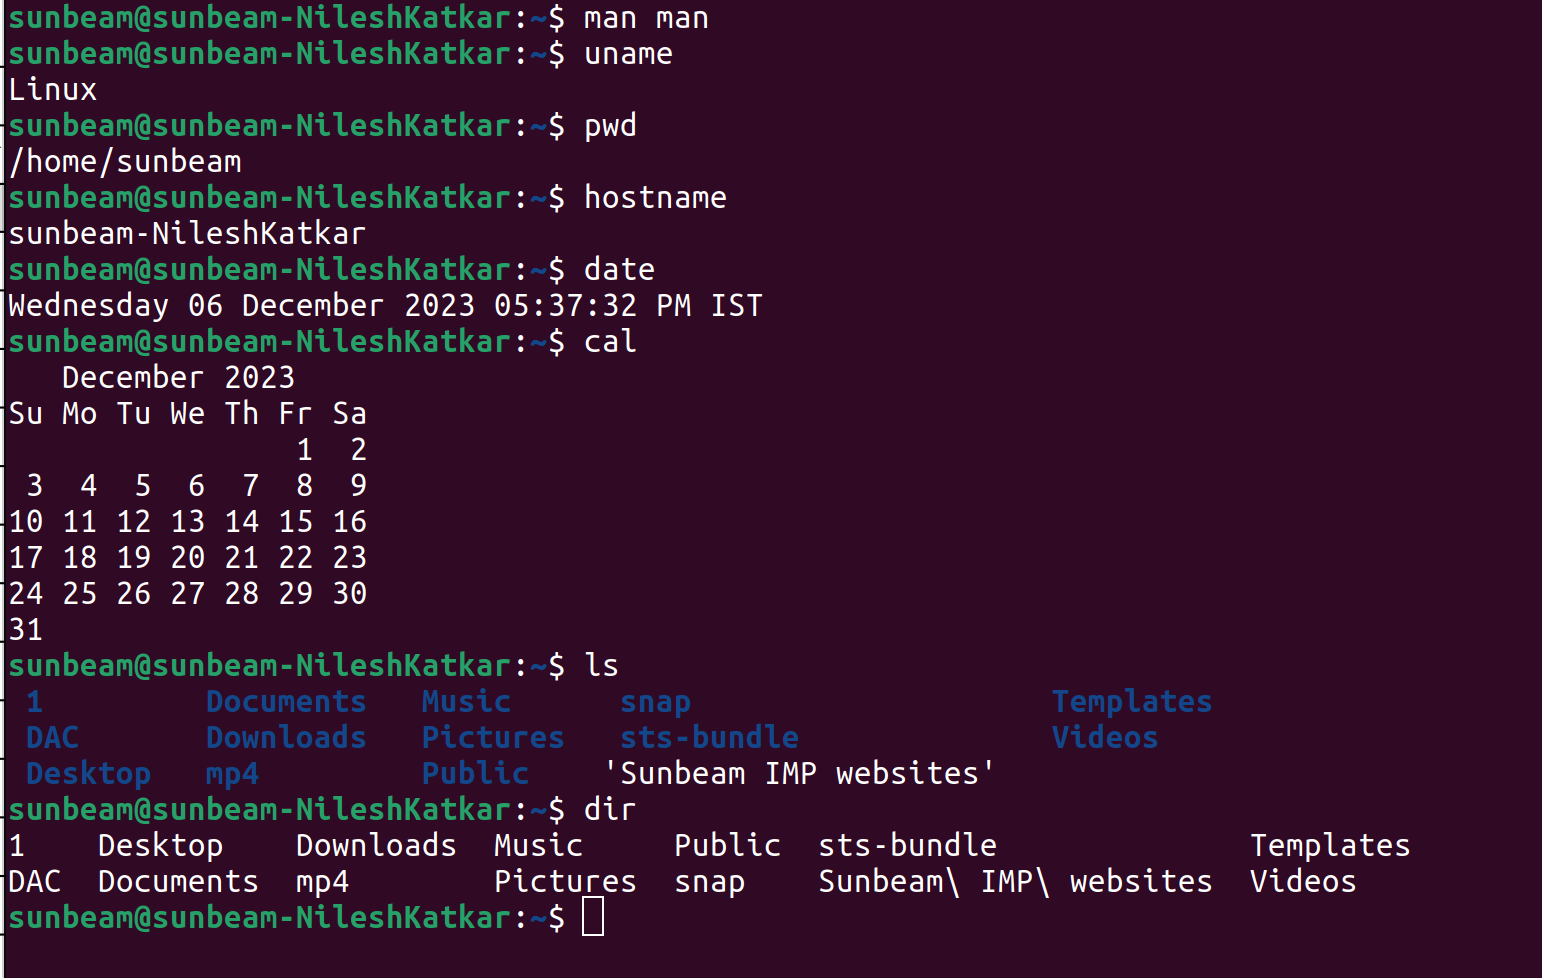 sunbeam@sunbeam-NileshKatkar:~$ man man
sunbeam@sunbeam-NileshKatkar:~$ uname
Linux
sunbeam@sunbeam-NileshKatkar:~$ pwd
/home/sunbeam
sunbeam@sunbeam-NileshKatkar:~$ hostname
sunbeam-NileshKatkar
sunbeam@sunbeam-NileshKatkar:~$ date
Wednesday 06 December 2023 05:37:32 PM IST
sunbeam@sunbeam-NileshKatkar:~$ cal
   December 2023
Su Mo Tu We Th Fr Sa
                1  2
 3  4  5  6  7  8  9
10 11 12 13 14 15 16
17 18 19 20 21 22 23
24 25 26 27 28 29 30
31
sunbeam@sunbeam-NileshKatkar:~$ ls
 1         Documents   Music      snap                    Templates
 DAC       Downloads   Pictures   sts-bundle              Videos
 Desktop   mp4         Public    'Sunbeam IMP websites'
sunbeam@sunbeam-NileshKatkar:~$ dir
1    Desktop    Downloads  Music     Public  sts-bundle              Templates
DAC  Documents  mp4        Pictures  snap    Sunbeam\ IMP\ websites  Videos
sunbeam@sunbeam-NileshKatkar:~$